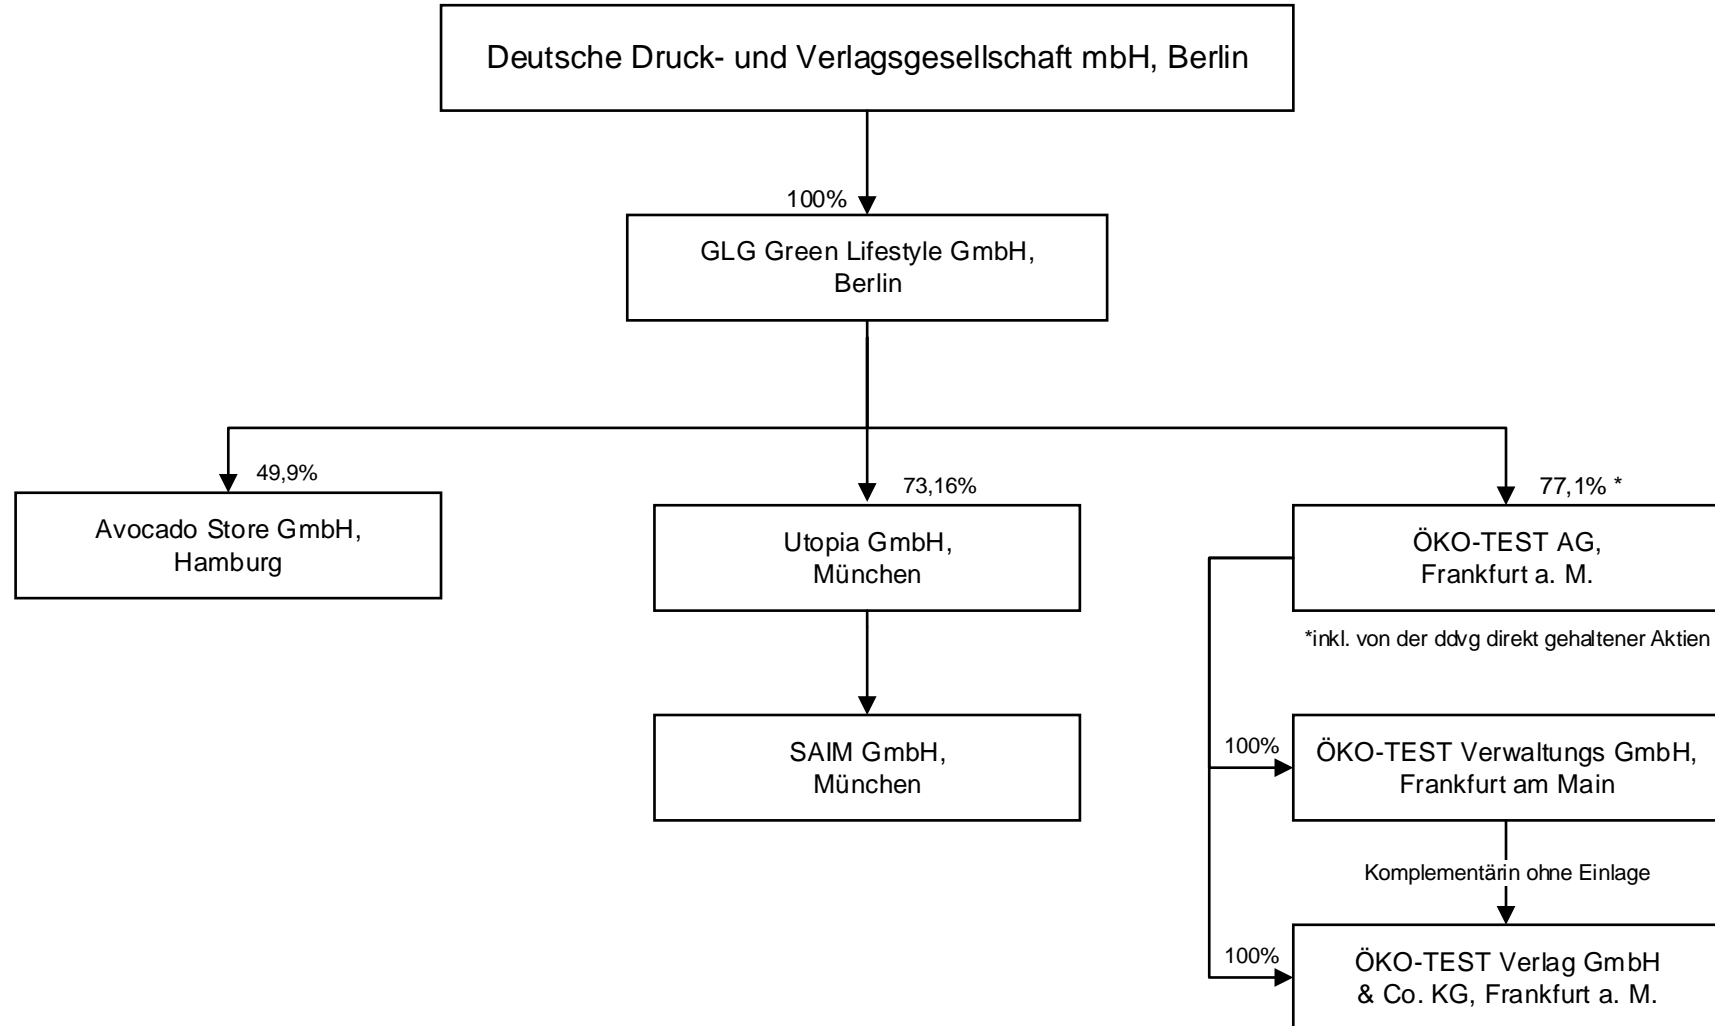 Deutsche Druck- und Verlagsgesellschaft mbH, Berlin
100%
GLG Green Lifestyle GmbH,
Berlin
49,9%
73,16%
77,1% *
Avocado Store GmbH,
Hamburg
Utopia GmbH,
München
ÖKO-TEST AG,
Frankfurt a. M.
*inkl. von der ddvg direkt gehaltener Aktien
SAIM GmbH,
München
100%
ÖKO-TEST Verwaltungs GmbH,
Frankfurt am Main
Komplementärin ohne Einlage
100%
ÖKO-TEST Verlag GmbH
& Co. KG, Frankfurt a. M.